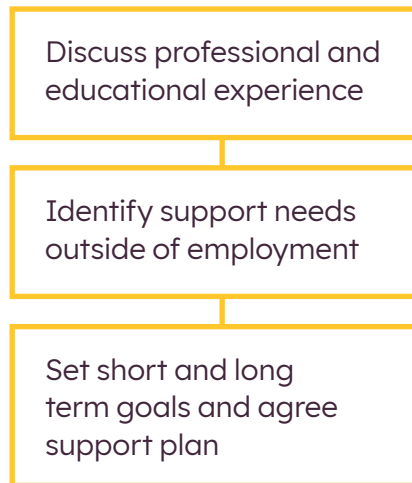 Discuss professional and
educational experience
Identify support needs
outside of employment
Set short and long
term goals and agree
support plan